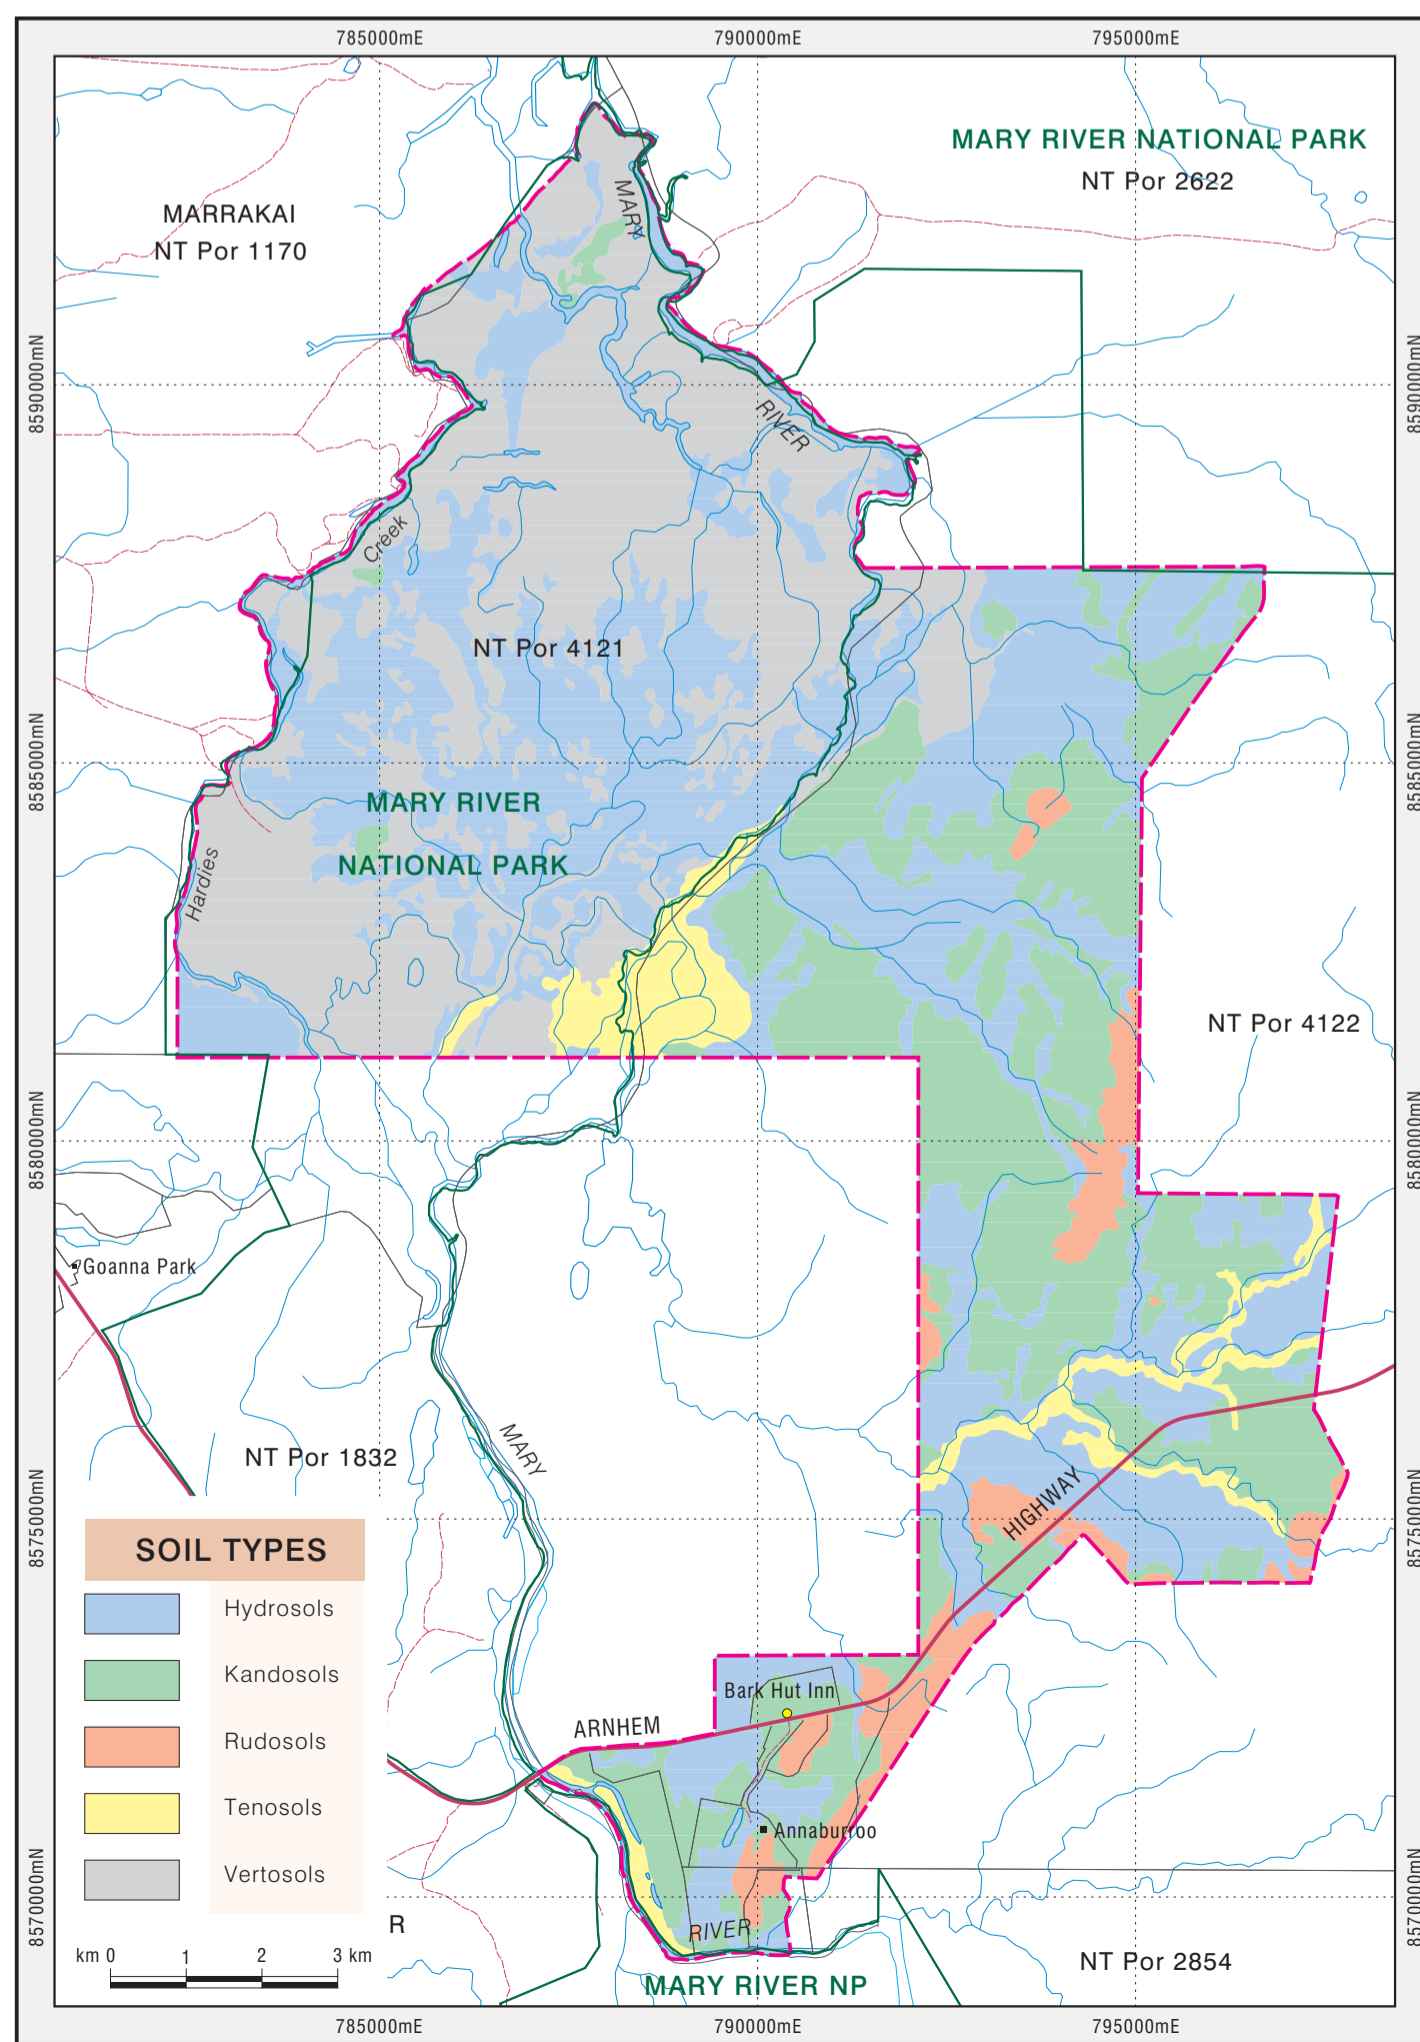 785000mE
790000mE
795000mE
MARY RIVER NATIONAL PARK
NT Por 2622
MARRAKAI
NT Por 1170
MARY
8590000mN
8590000mN
RIVER
Creek
NT Por 4121
8585000mN
8585000mN
MARY RIVER
NATIONAL PARK
Hardies
NT Por 4122
8580000mN
8580000mN
Goanna Park
MARY
NT Por 1832
8575000mN
8575000mN
HIGHWAY
SOIL TYPES
Hydrosols
Kandosols
Rudosols
Tenosols
Vertosols
Bark Hut Inn
ARNHEM
Annaburroo
8570000mN
8570000mN
R
RIVER
km 0 1 2 3 km
NT Por 2854
MARY RIVER NP
785000mE
790000mE
795000mE